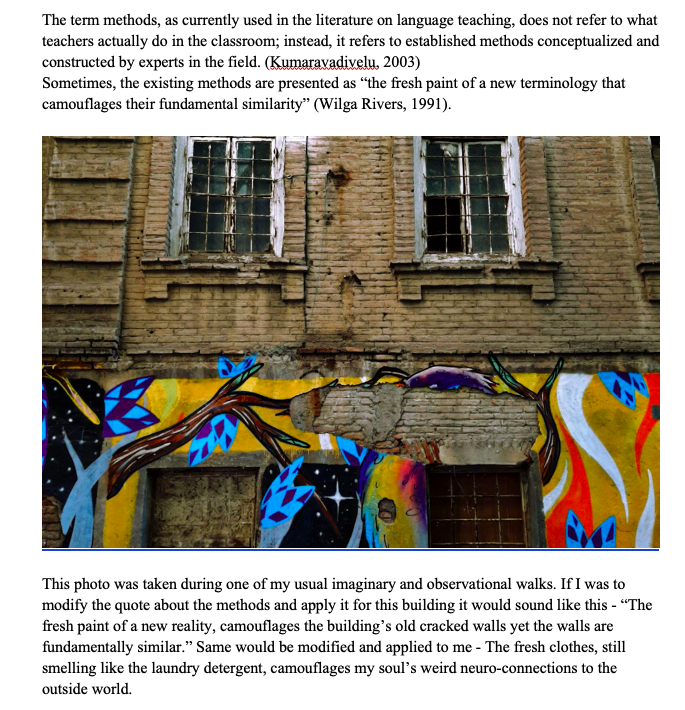 The term methods, as currently used in the literature on language teaching, does not refer to what
teachers actually do in the classroom; instead, it refers to established methods conceptualized and
constructed by experts in the field. (Kumaravadivelu, 2003)
Sometimes, the existing methods are presented as “the fresh paint of a new terminology that
camouflages their fundamental similarity” (Wilga Rivers, 1991).
This photo was taken during one of my usual imaginary and observational walks. If I was to
modify the quote about the methods and apply it for this building it would sound like this - “The
fresh paint of a new reality, camouflages the building’s old cracked walls yet the walls are
fundamentally similar.” Same would be modified and applied to me - The fresh clothes, still
smelling like the laundry detergent, camouflages my soul’s weird neuro-connections to the
outside world.